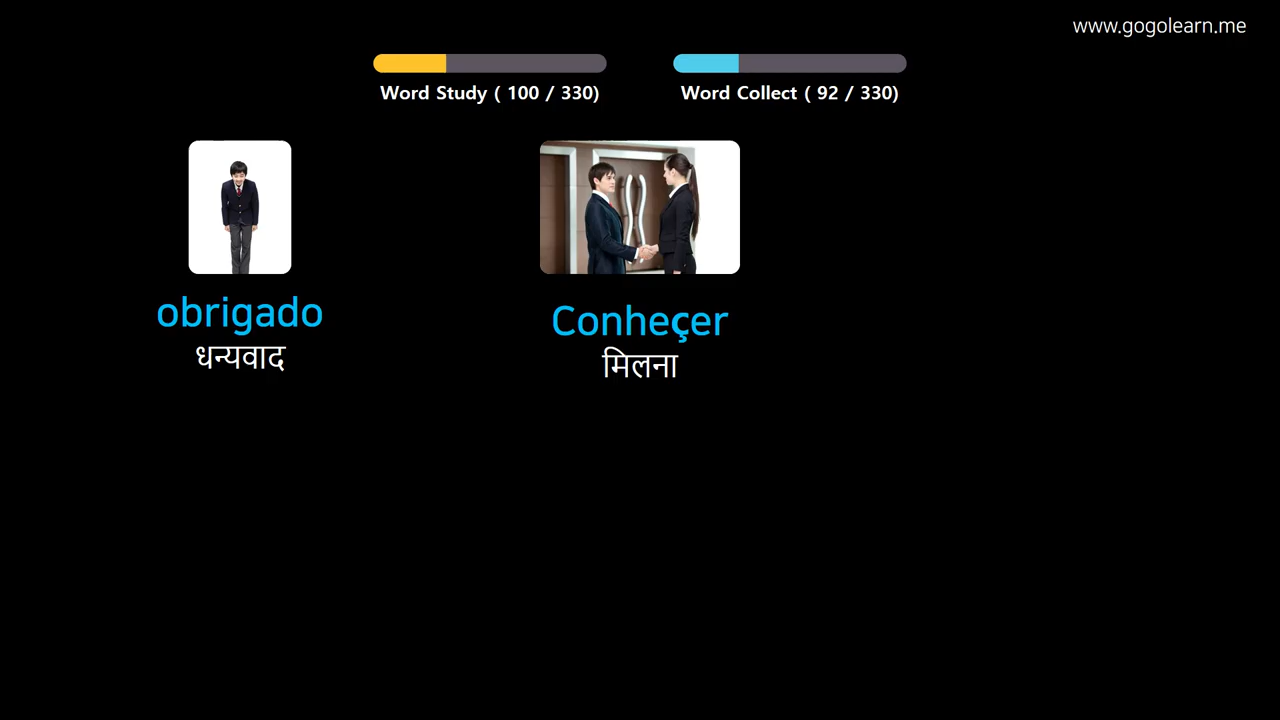 www.gogolearn.me
Word Study ( 100 / 330)
Word Collect ( 92 / 330)
obrigado
धन्यवाद
Conheçer
मिलना